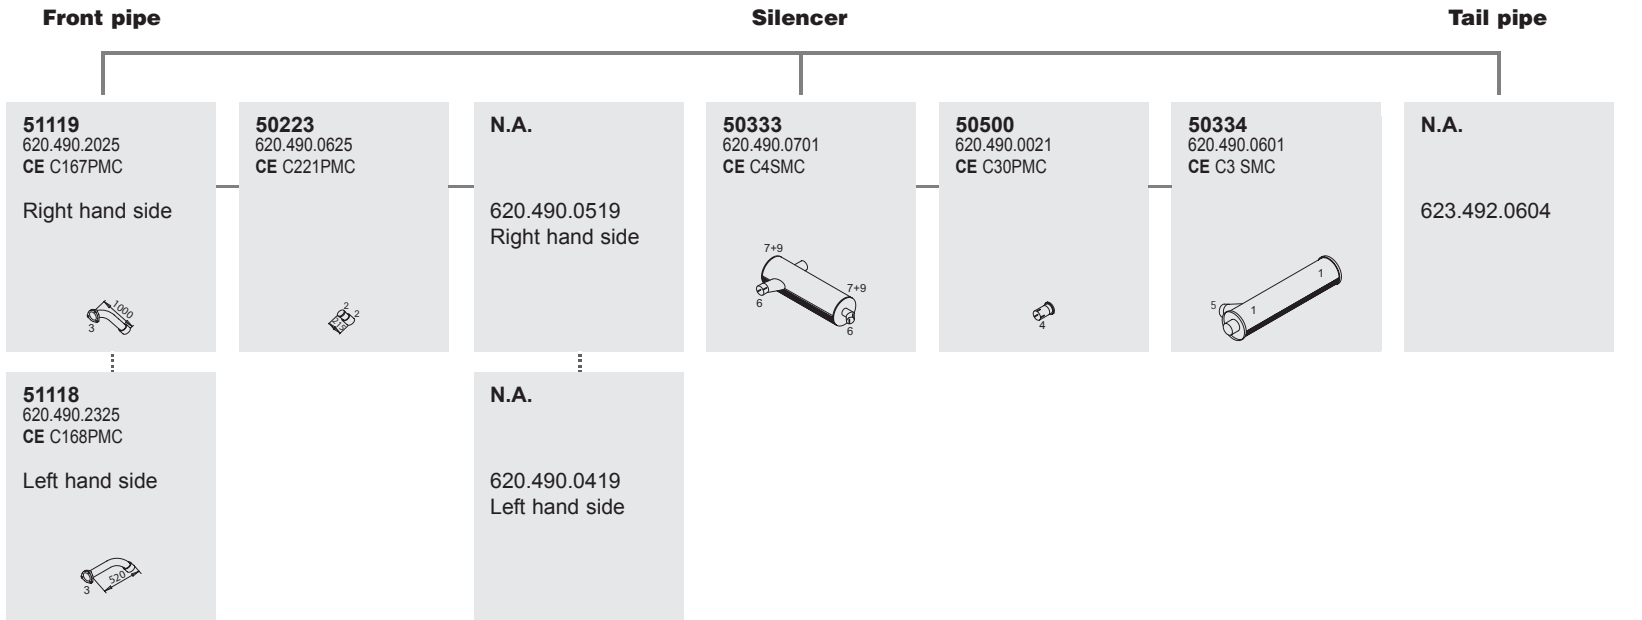 Front pipe
Silencer
Tail pipe
51119
620.490.2025
CE C167PMC
Right hand side
1000
3
50223
620.490.0625
CE C221PMC
2
2
215
N.A.
620.490.0519
Right hand side
50333
620.490.0701
CE C4SMC
7+9
7+9
6
6
50500
620.490.0021
CE C30PMC
4
50334
620.490.0601
CE C3 SMC
1
5
1
N.A.
623.492.0604
51118
620.490.2325
CE C168PMC
Left hand side
520
3
N.A.
620.490.0419
Left hand side